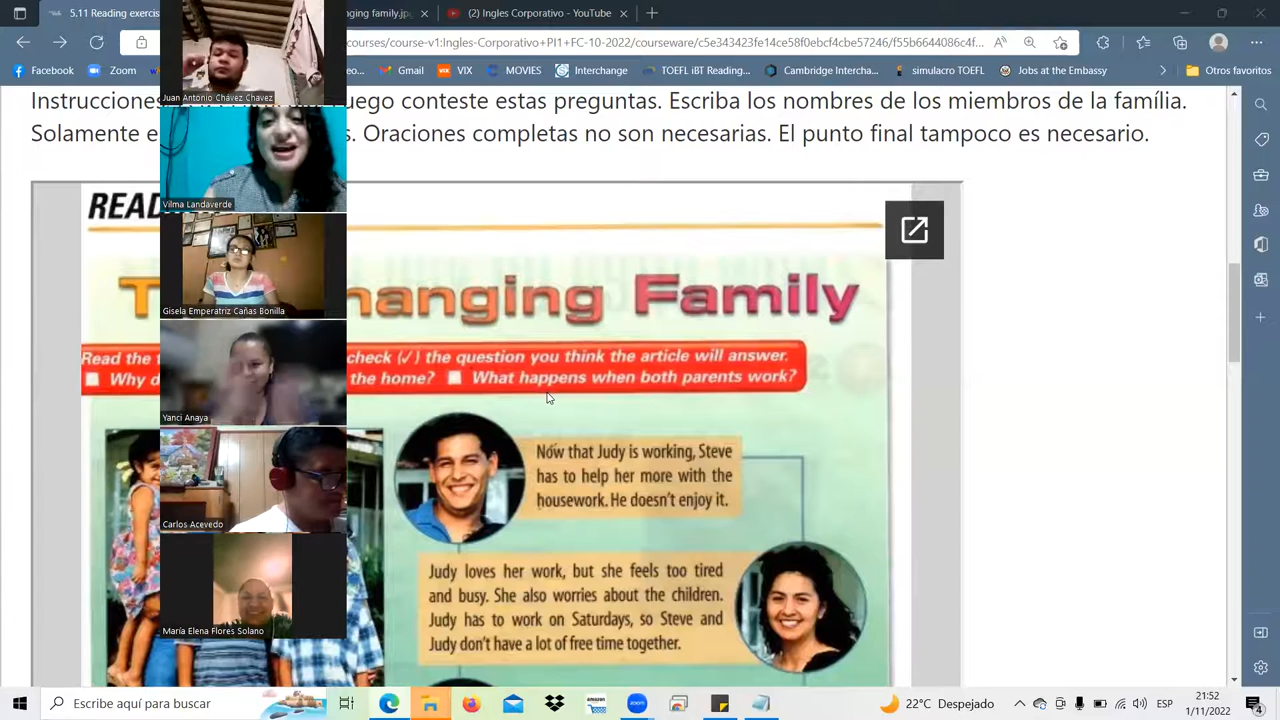 5.11 Reading
nging family.
(2) Ingles Corporativo - YouTube
courses/course-v1:Ingles-Corporativo+PI1+FC-10-2022/courseware/c5e343423fe14ce58f0ebcf4cbe57246/f55b6644086c4f...
Facebook
Zoom
Gmail
VIX
MOVIES
Interchange
TOEFL iBT Reading...
Cambridge Intercha...
simulacro TOEFL
Jobs at the Embassy
Otros favoritos
Instrucciones
uego conteste estas preguntas. Escriba los nombres de los miembros de la família.
Solamente e
s. Oraciones completas no son necesarias. El punto final tampoco es necesario.
READ
T
hanging Family
Read the t
check (✓) the question you think the article will answer.
Why d
the home?
What happens when both parents work?
Now that Judy is working, Steve
has to help her more with the
housework. He doesn't enjoy it.
Judy loves her work, but she feels too tired
and busy. She also worries about the children.
Judy has to work on Saturdays, so Steve and
Judy don't have a lot of free time together.
Juan Antonio Chávez Chavez
Vilma Landaverde
Gisela Emperatriz Cañas Bonilla
Yanci Anaya
Carlos Acevedo
María Elena Flores Solano
Escribe aquí para buscar
amazon
zoom
22°C Despejado
ESP
21:52
1/11/2022
4